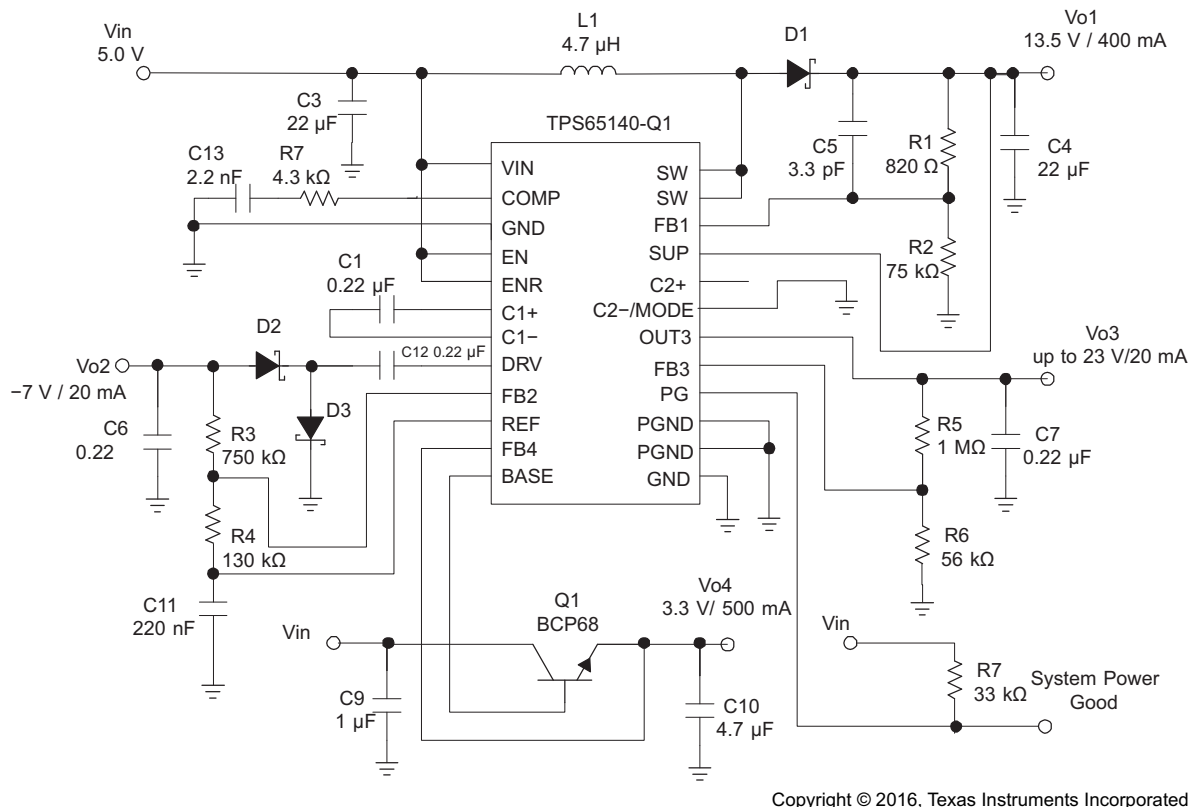 Vin
5.0 V
L1
4.7 µH
D1
Vo1
13.5 V / 400 mA
C3
22 µF
TPS65140-Q1
C5
3.3 pF
R1
820 Ω
C4
22 µF
C13
2.2 nF
R7
4.3 kΩ
VIN
COMP
GND
EN
ENR
C1+
C1−
DRV
FB2
REF
FB4
BASE
SW
SW
FB1
SUP
C2+
C2−/MODE
OUT3
FB3
PG
PGND
PGND
GND
R2
75 kΩ
C1
0.22 µF
D2
C12 0.22 µF
Vo2
−7 V / 20 mA
D3
C6
0.22
R3
750 kΩ
R4
130 kΩ
C11
220 nF
Vo3
up to 23 V/20 mA
R5
1 MΩ
C7
0.22 µF
R6
56 kΩ
Vin
Q1
BCP68
Vo4
3.3 V/ 500 mA
C9
1 µF
C10
4.7 µF
Vin
R7
33 kΩ
System Power
Good
Copyright © 2016, Texas Instruments Incorporated